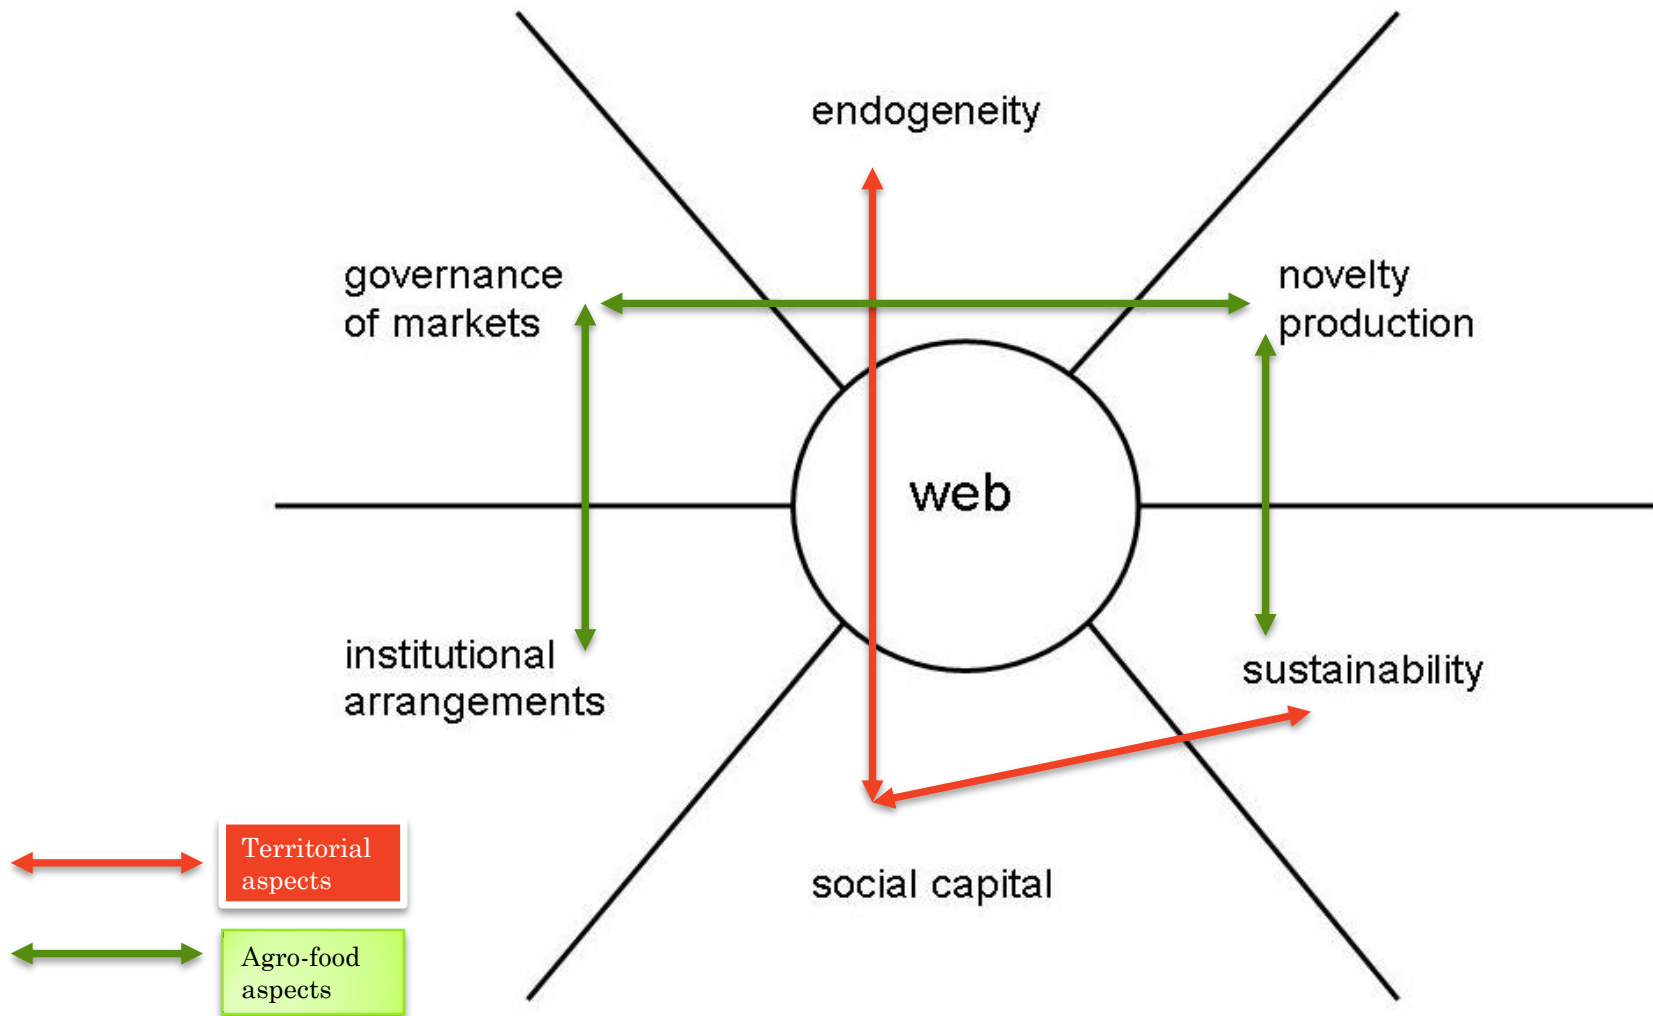 endogeneity
governance
of markets
novelty
production
web
institutional
arrangements
sustainability
social capital
Territorial
aspects
Agro-food
aspects